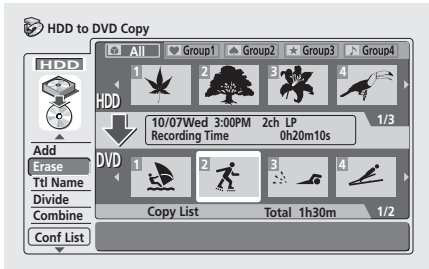 HDD to DVD Copy
All Group1 Group2 Group3 Group4
HDD
1 2 3 4
HDD
10/07Wed 3:00PM 2ch LP
Recording Time 0h20m10s
1/3
Add
Erase
Ttl Name
Divide
Combine
Conf List
DVD
1 2 3 4
Copy List Total 1h30m 1/2